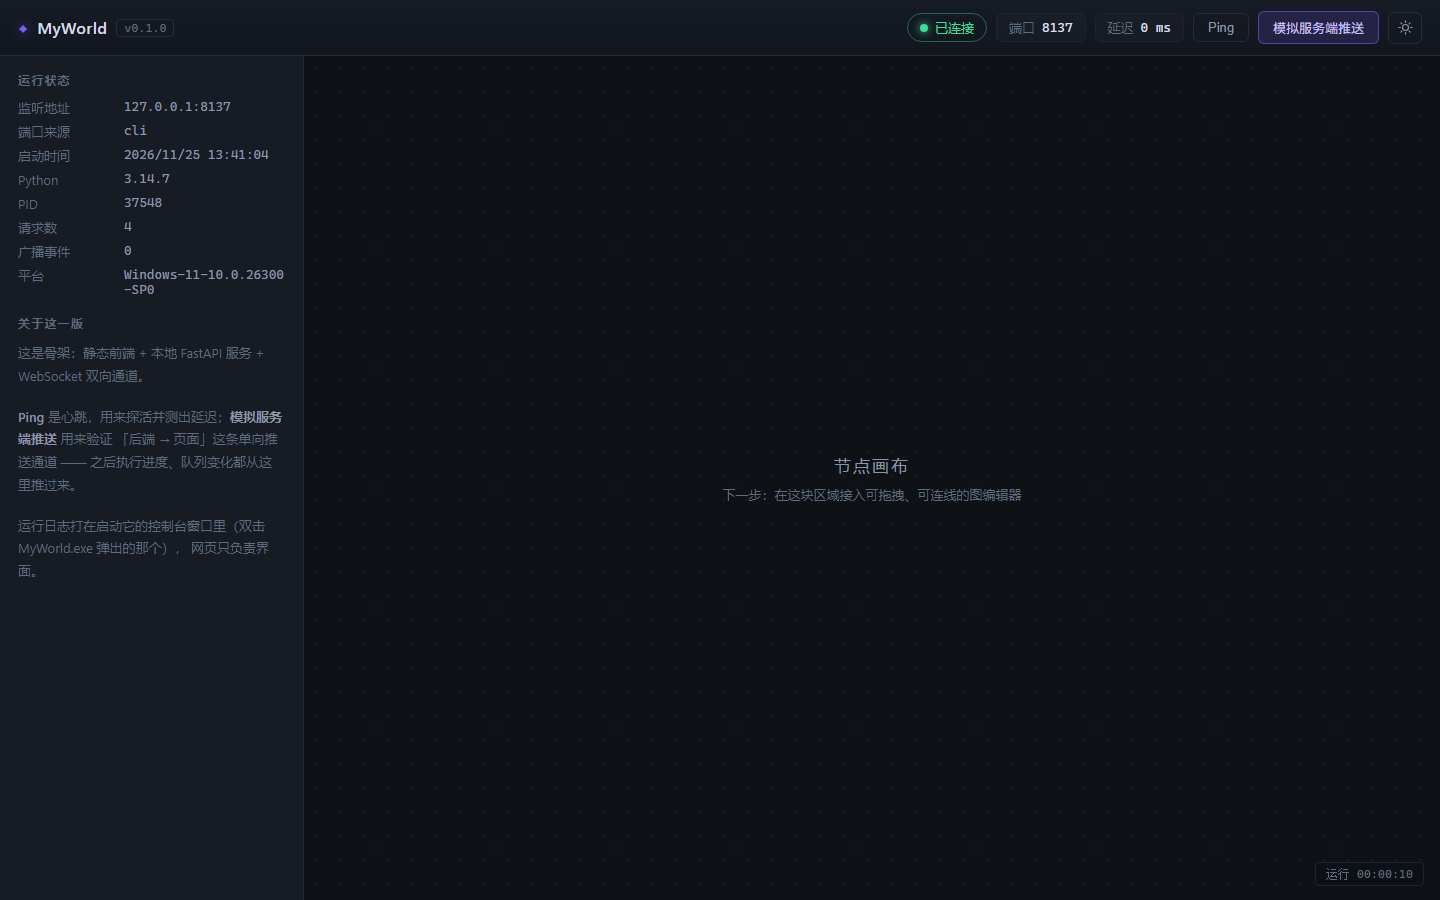 MyWorld v0.1.0
已连接 端口 8137 延迟 0 ms Ping 模拟服务端推送
运行状态
监听地址 127.0.0.1:8137
端口来源 cli
启动时间 2026/11/25 13:41:04
Python 3.14.7
PID 37548
请求数 4
广播事件 0
平台 Windows-11-10.0.26300
-SP0
关于这一版
这是骨架：静态前端 + 本地 FastAPI 服务 +
WebSocket 双向通道。
Ping 是心跳，用来探活并测出延迟；模拟服务
端推送 用来验证 「后端 → 页面」这条单向推
送通道 —— 之后执行进度、队列变化都从这
里推过来。
运行日志打在启动它的控制台窗口里（双击
MyWorld.exe 弹出的那个）， 网页只负责界
面。
节点画布
下一步：在这块区域接入可拖拽、可连线的图编辑器
运行 00:00:10